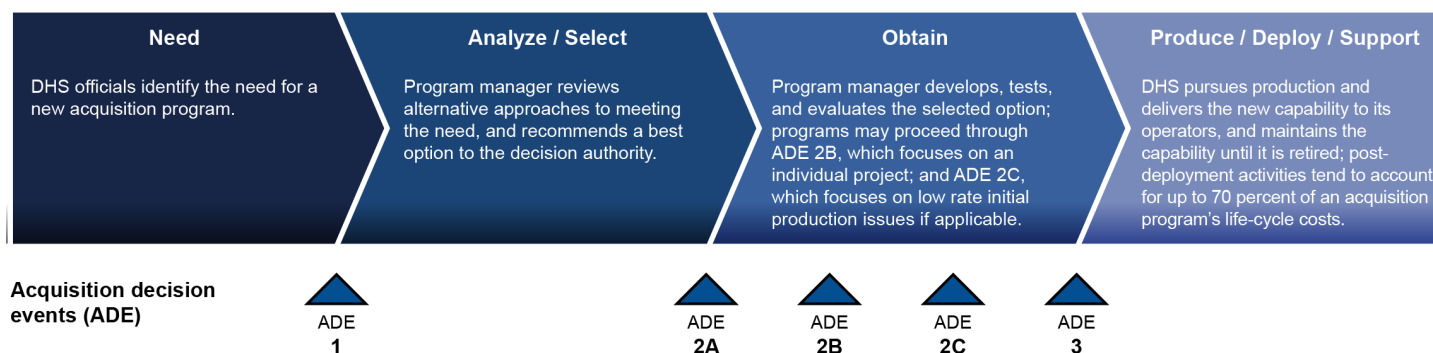 Need
DHS officials identify the need for a
new acquisition program.
Analyze / Select
Program manager reviews
alternative approaches to meeting
the need, and recommends a best
option to the decision authority.
Obtain
Program manager develops, tests,
and evaluates the selected option;
programs may proceed through
ADE 2B, which focuses on an
individual project; and ADE 2C,
which focuses on low rate initial
production issues if applicable.
Produce / Deploy / Support
DHS pursues production and
delivers the new capability to its
operators, and maintains the
capability until it is retired; post-
deployment activities tend to account
for up to 70 percent of an acquisition
program’s life-cycle costs.
Acquisition decision
events (ADE)
ADE
1
ADE
2A
ADE
2B
ADE
2C
ADE
3